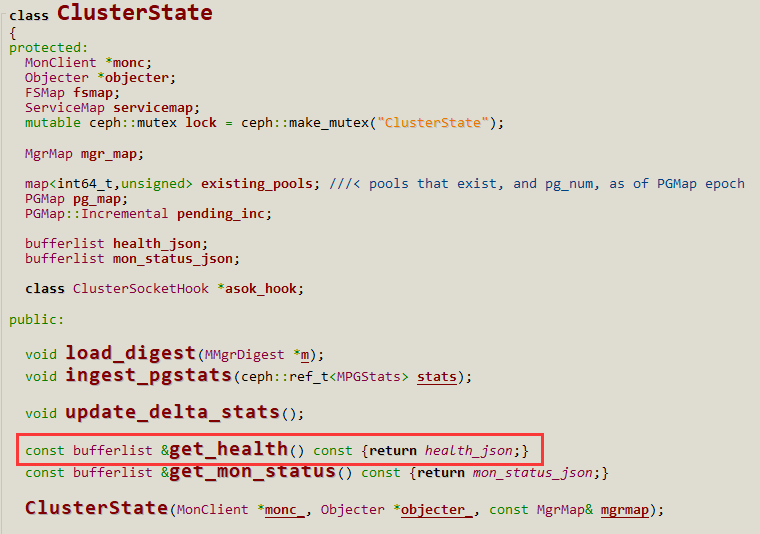 class ClusterState
{
protected:
MonClient *monc;
Objecter *objecter;
FSMap fsmap;
ServiceMap servicemap;
mutable ceph::mutex lock = ceph::make_mutex("ClusterState");
MgrMap mgr_map;
map<int64_t,unsigned> existing_pools; ///< pools that exist, and pg_num, as of PGMap epoch
PGMap pg_map;
PGMap::Incremental pending_inc;
bufferlist health_json;
bufferlist mon_status_json;
class ClusterSocketHook *asok_hook;
public:
void load_digest(MMgrDigest *m);
void ingest_pgstats(ceph::ref_t<MPGStats> stats);
void update_delta_stats();
const bufferlist &get_health() const {return health_json;}
const bufferlist &get_mon_status() const {return mon_status_json;}
ClusterState(MonClient *monc_, Objecter *objecter_, const MgrMap& mgrmap);